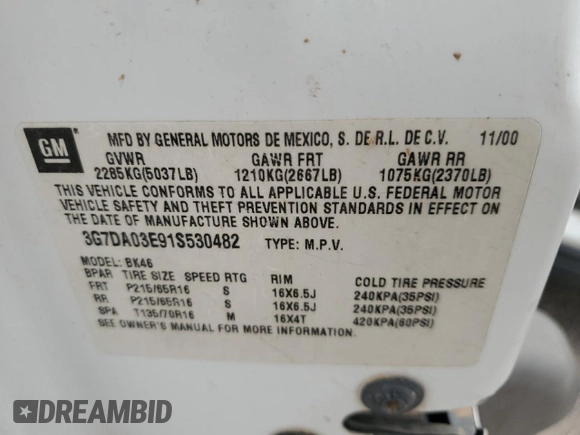 GM
MFD BY GENERAL MOTORS DE MEXICO, S. DE R.L. DE C.V. 11/00
GVWR GAWR FRT GAWR RR
2285KG(5037LB) 1210KG(2667LB) 1075KG(2370LB)
THIS VEHICLE CONFORMS TO ALL APPLICABLE U.S. FEDERAL MOTOR
VEHICLE SAFETY AND THEFT PREVENTION STANDARDS IN EFFECT ON
THE DATE OF MANUFACTURE SHOWN ABOVE.
3G7DA03E91S530482 TYPE: M.P.V.
MODEL: BK46
BPAR TIRE SIZE SPEED RTG RIM COLD TIRE PRESSURE
FRT P215/65R16 S 16X6.5J 240KPA(35PSI)
RR P215/65R16 S 16X6.5J 240KPA(35PSI)
SPA T135/70R16 M 16X4T 420KPA(60PSI)
SEE OWNER'S MANUAL FOR MORE INFORMATION.
DREAMBID